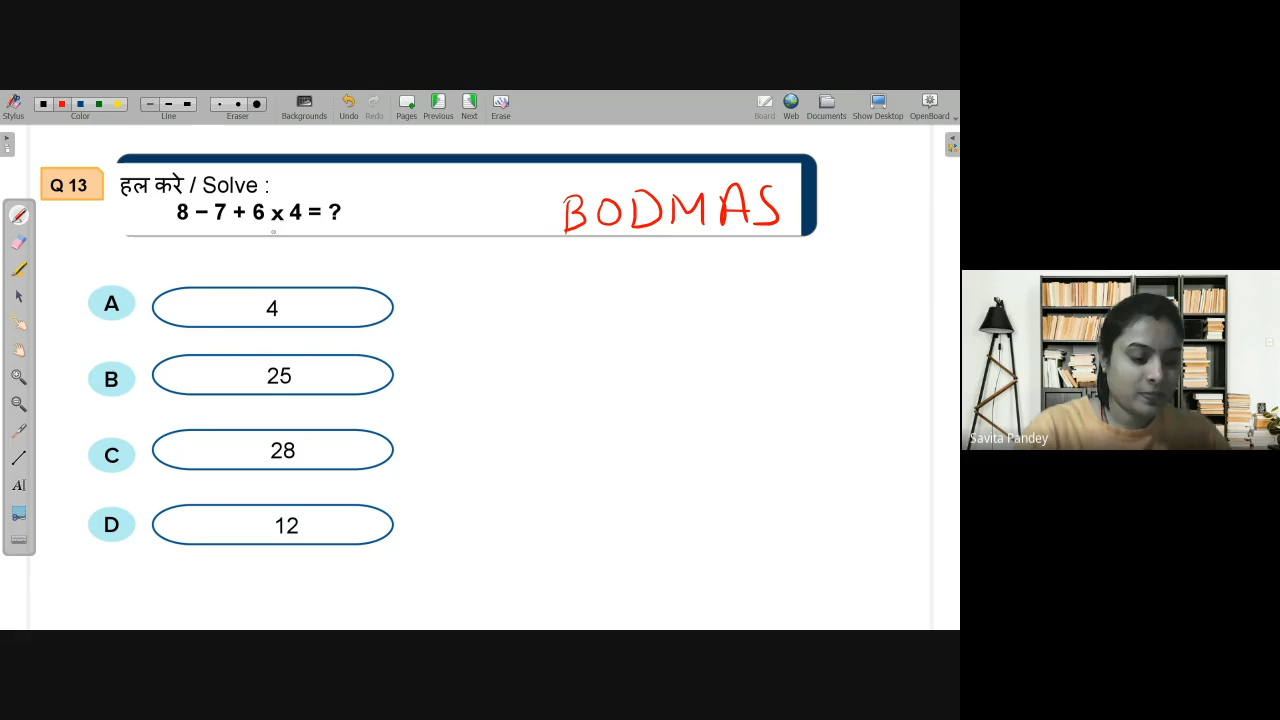 Stylus
Color
Line
Eraser
Backgrounds
Undo
Redo
Pages
Previous
Next
Erase
Board
Web
Documents
Show Desktop
OpenBoard
Q 13
हल करे / Solve :
8 − 7 + 6 x 4 = ?
BODMAS
A
4
B
25
C
28
D
12
AI
Savita Pandey